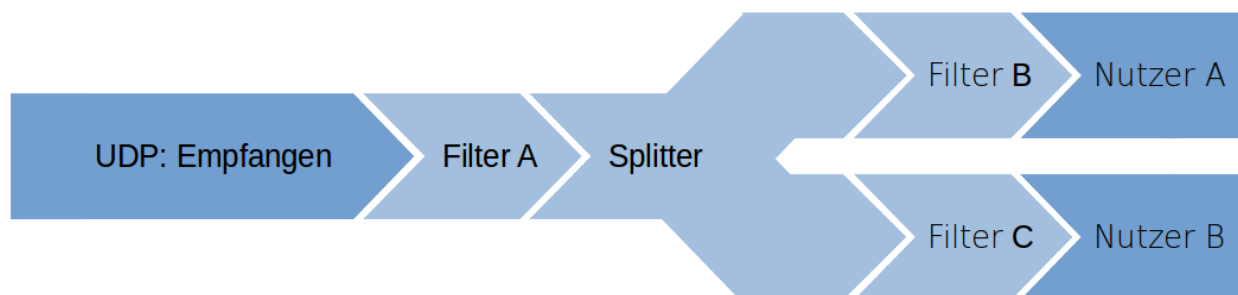 UDP: Empfangen
Filter A
Splitter
Filter B
Nutzer A
Filter C
Nutzer B